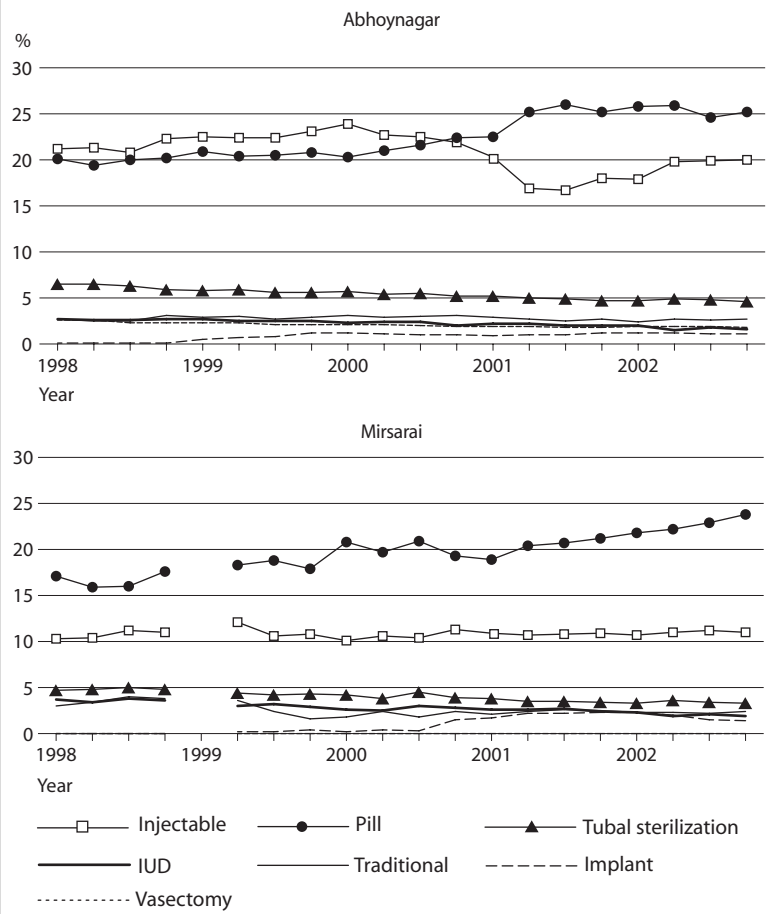 Abhoynagar
%
30
25
20
15
10
5
0
1998 1999 2000 2001 2002
Year
Mirsarai
30
25
20
15
10
5
0
1998 1999 2000 2001 2002
Year
Injectable Pill Tubal sterilization
IUD Traditional Implant
Vasectomy